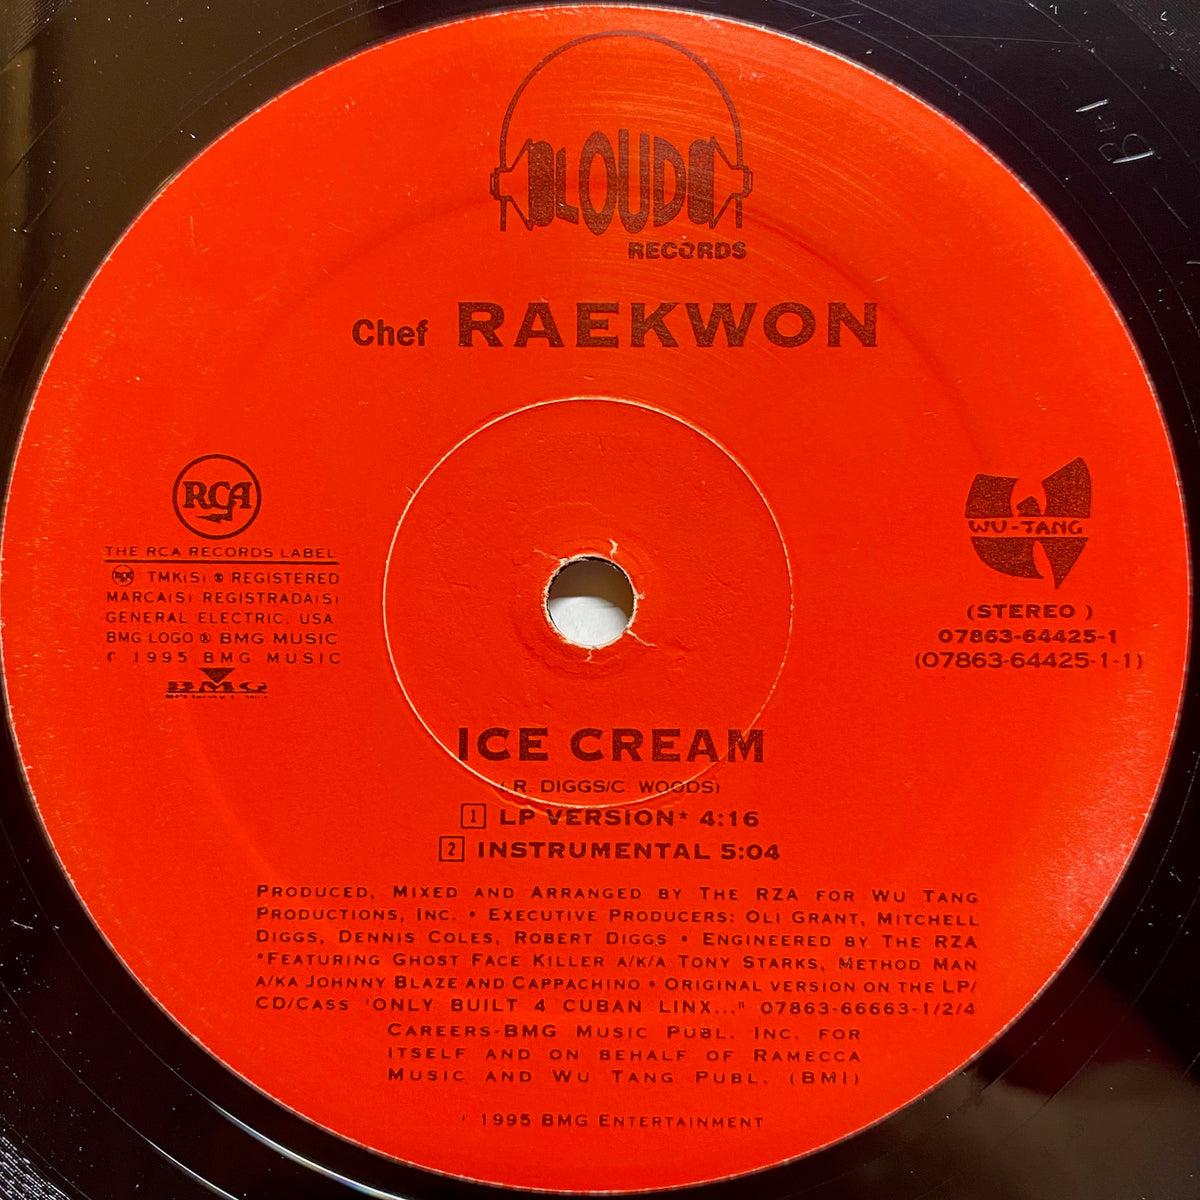 LOUD
RECORDS
Chef RAEKWON
RCA
THE RCA RECORDS LABEL
TMK(S) ® REGISTERED
MARCA(S) REGISTRADA(S)
GENERAL ELECTRIC, USA
BMG LOGO ® BMG MUSIC
1995 BMG MUSIC
BMG
WU-TANG
(STEREO )
07863-64425-1
(07863-64425-1-1)
ICE CREAM
( R. DIGGS/C. WOODS)
1 LP VERSION* 4:16
2 INSTRUMENTAL 5:04
PRODUCED, MIXED AND ARRANGED BY THE RZA FOR WU TANG
PRODUCTIONS, INC. • EXECUTIVE PRODUCERS: OLI GRANT, MITCHELL
DIGGS, DENNIS COLES, ROBERT DIGGS • ENGINEERED BY THE RZA
*FEATURING GHOST FACE KILLER A/K/A TONY STARKS, METHOD MAN
A/KA JOHNNY BLAZE AND CAPPACHINO • ORIGINAL VERSION ON THE LP/
CD/CASS 'ONLY BUILT 4 CUBAN LINX..." 07863-66663-1/2/4
CAREERS-BMG MUSIC PUBL. INC. FOR
ITSELF AND ON BEHALF OF RAMECCA
MUSIC AND WU TANG PUBL. (BMI)
1995 BMG ENTERTAINMENT